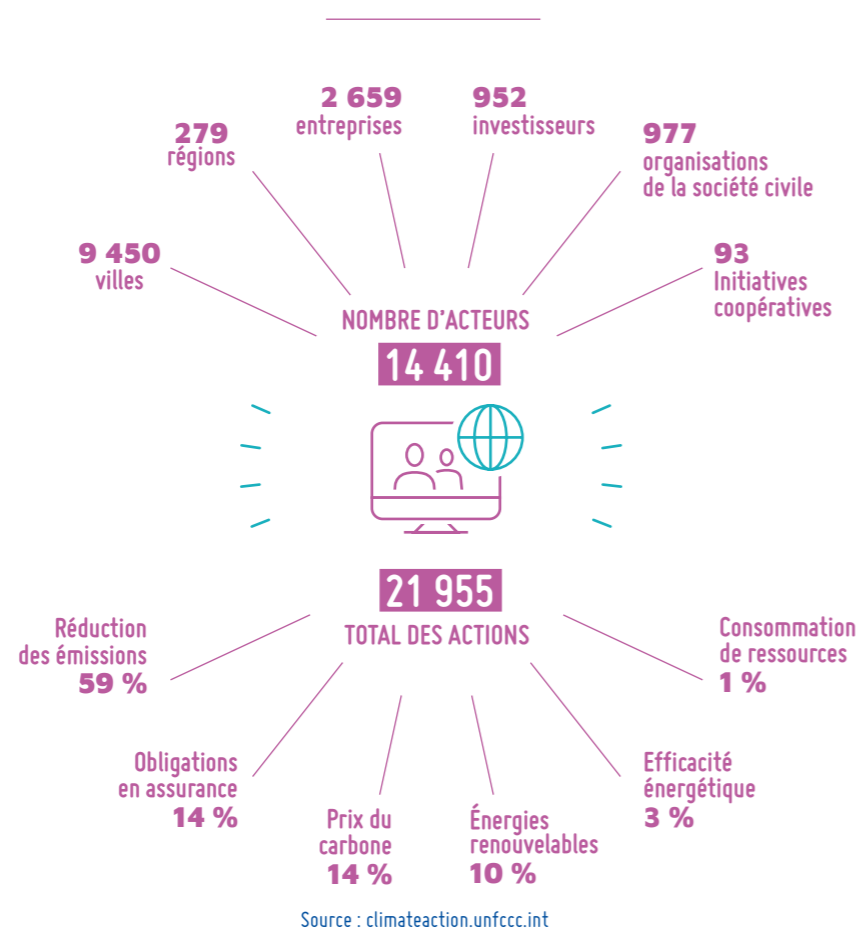 2 659
entreprises
952
investisseurs
279
régions
977
organisations
de la société civile
9 450
villes
93
Initiatives
coopératives
NOMBRE D'ACTEURS
14 410
21 955
TOTAL DES ACTIONS
Réduction
des émissions
59 %
Consommation
de ressources
1 %
Obligations
en assurance
14 %
Efficacité
énergétique
3 %
Prix du
carbone
14 %
Énergies
renouvelables
10 %
Source : climateaction.unfccc.int